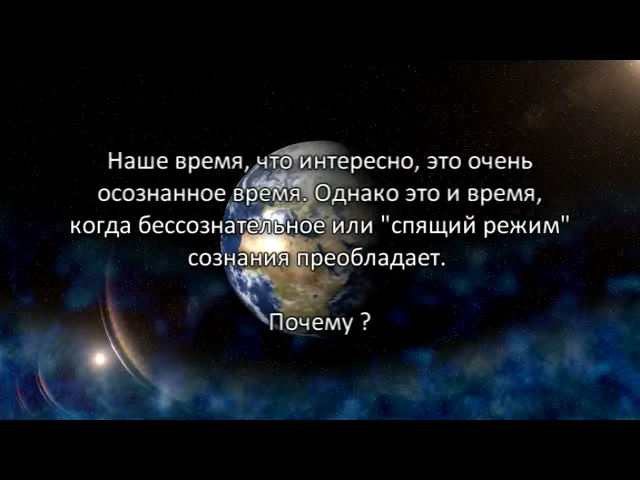 Наше время, что интересно, это очень
осознанное время. Однако это и время,
когда бессознательное или "спящий режим"
сознания преобладает.
Почему ?